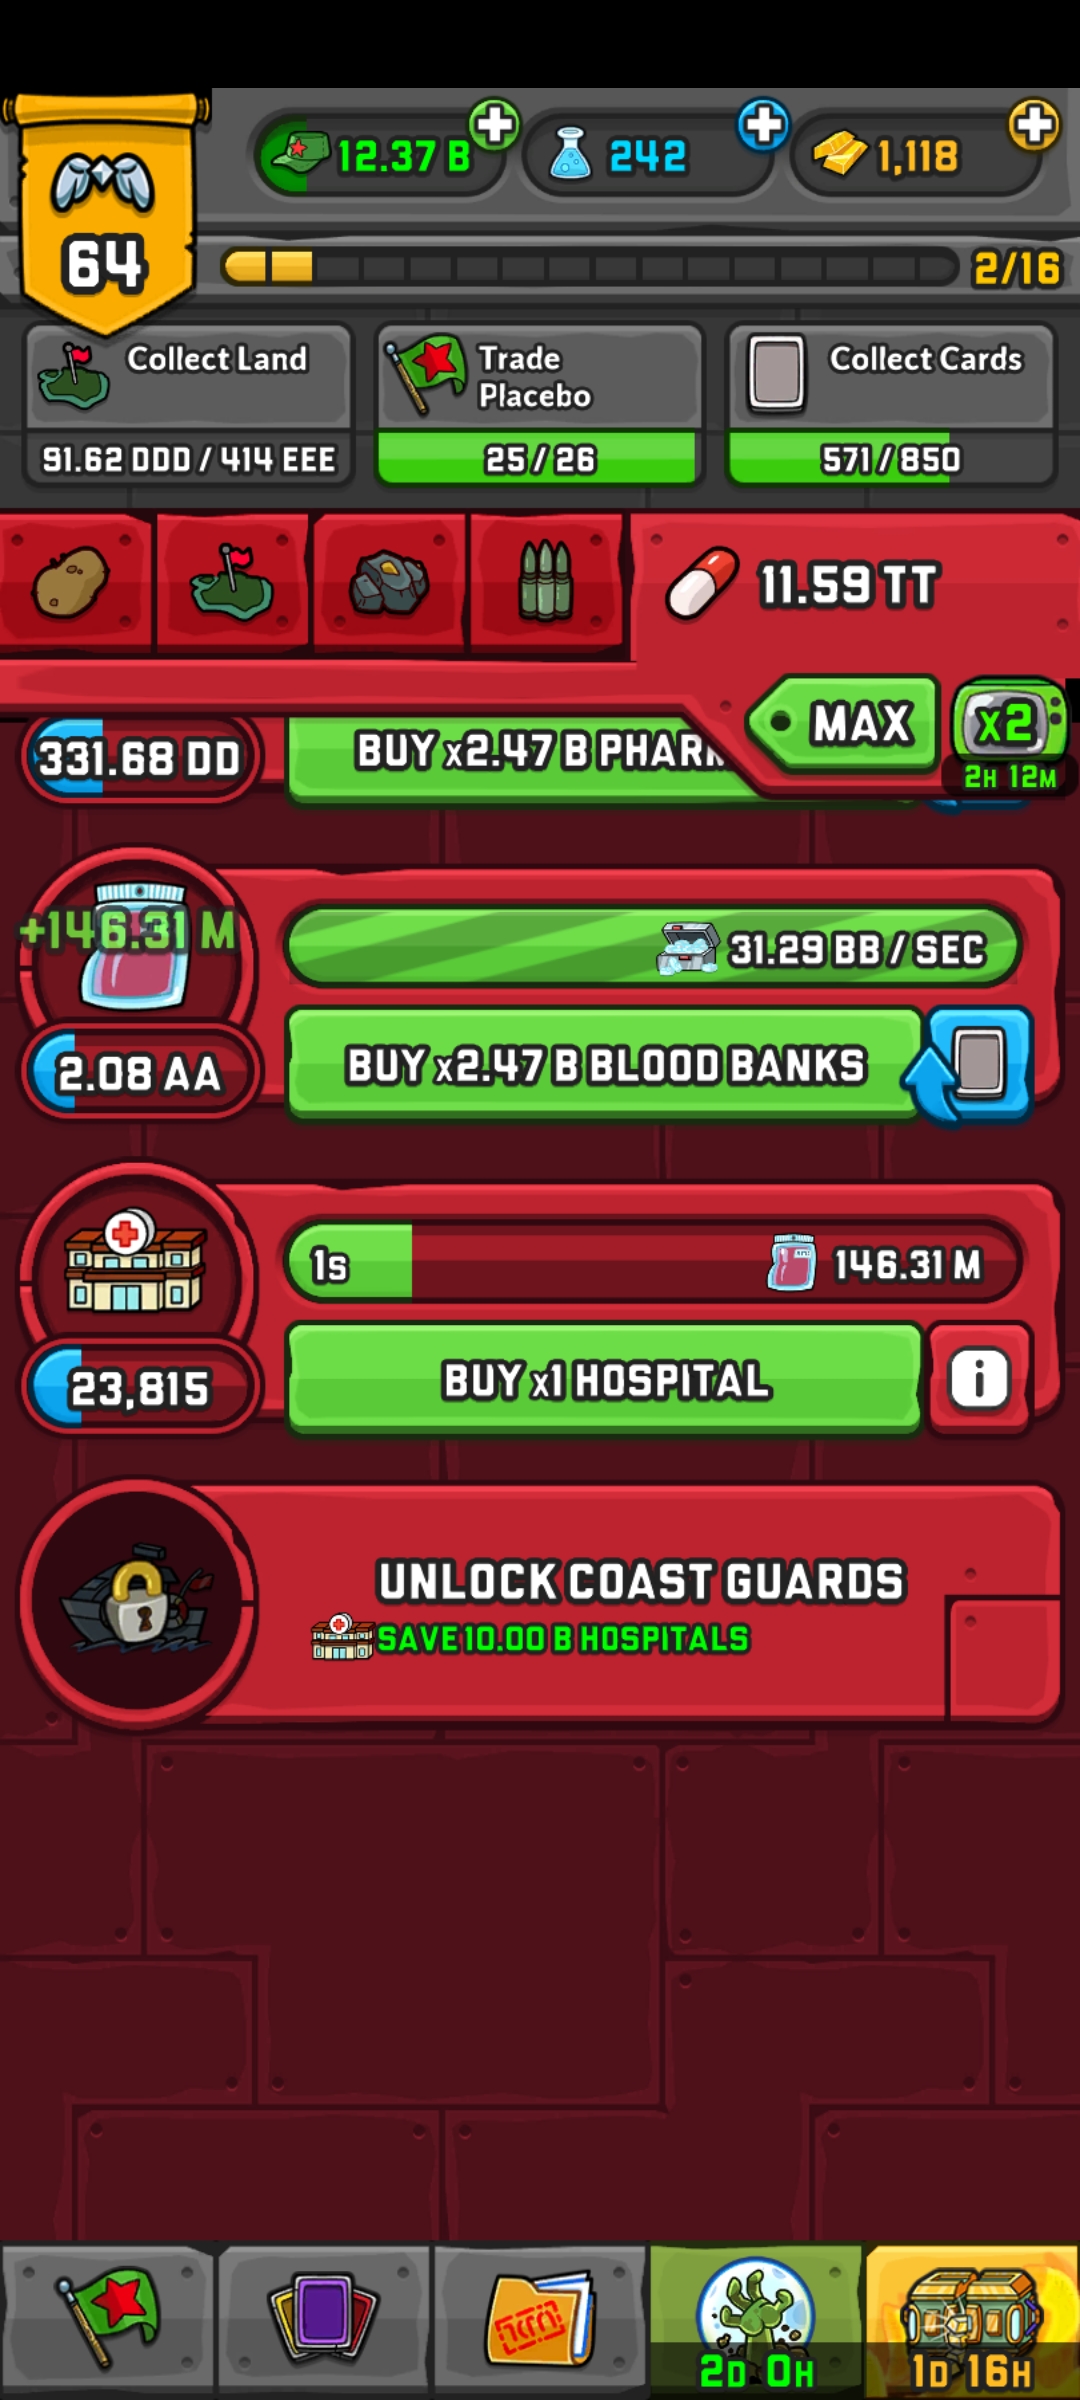 12.37 B
242
1,118
64
2/16
Collect Land
91.62 DDD / 414 EEE
Trade
Placebo
25 / 26
Collect Cards
571 / 850
11.59 TT
MAX
x2
2H 12M
331.68 DD
BUY x2.47 B PHARM
+146.31 M
31.29 BB / SEC
2.08 AA
BUY x2.47 B BLOOD BANKS
1s
146.31 M
23,815
BUY x1 HOSPITAL
i
UNLOCK COAST GUARDS
SAVE 10.00 B HOSPITALS
2D 0H
1D 16H